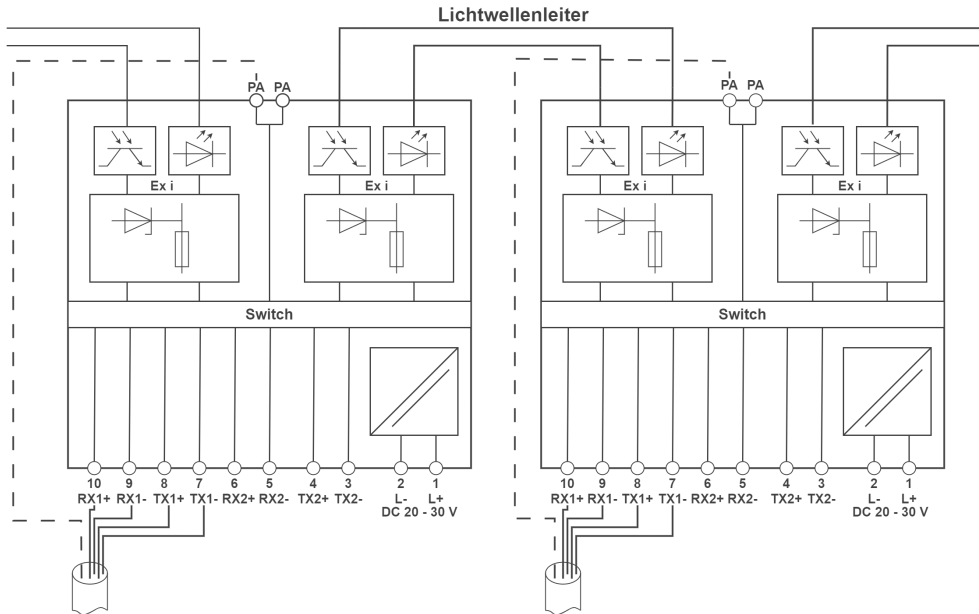 Lichtwellenleiter
PA PA
PA PA
Ex i
Ex i
Ex i
Ex i
Switch
Switch
10 9 8 7 6 5 4 3 2 1
RX1+ RX1- TX1+ TX1- RX2+ RX2- TX2+ TX2- L- L+
DC 20 - 30 V
10 9 8 7 6 5 4 3 2 1
RX1+ RX1- TX1+ TX1- RX2+ RX2- TX2+ TX2- L- L+
DC 20 - 30 V